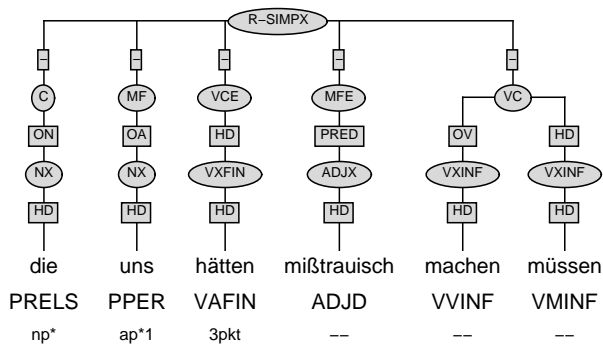 R–SIMPX
– – – – –
C MF VCE MFE VC
ON OA HD PRED OV HD
NX NX VXFIN ADJX VXINF VXINF
HD HD HD HD HD HD
die uns hätten mißtrauisch machen müssen
PRELS PPER VAFIN ADJD VVINF VMINF
np* ap*1 3pkt –– –– ––